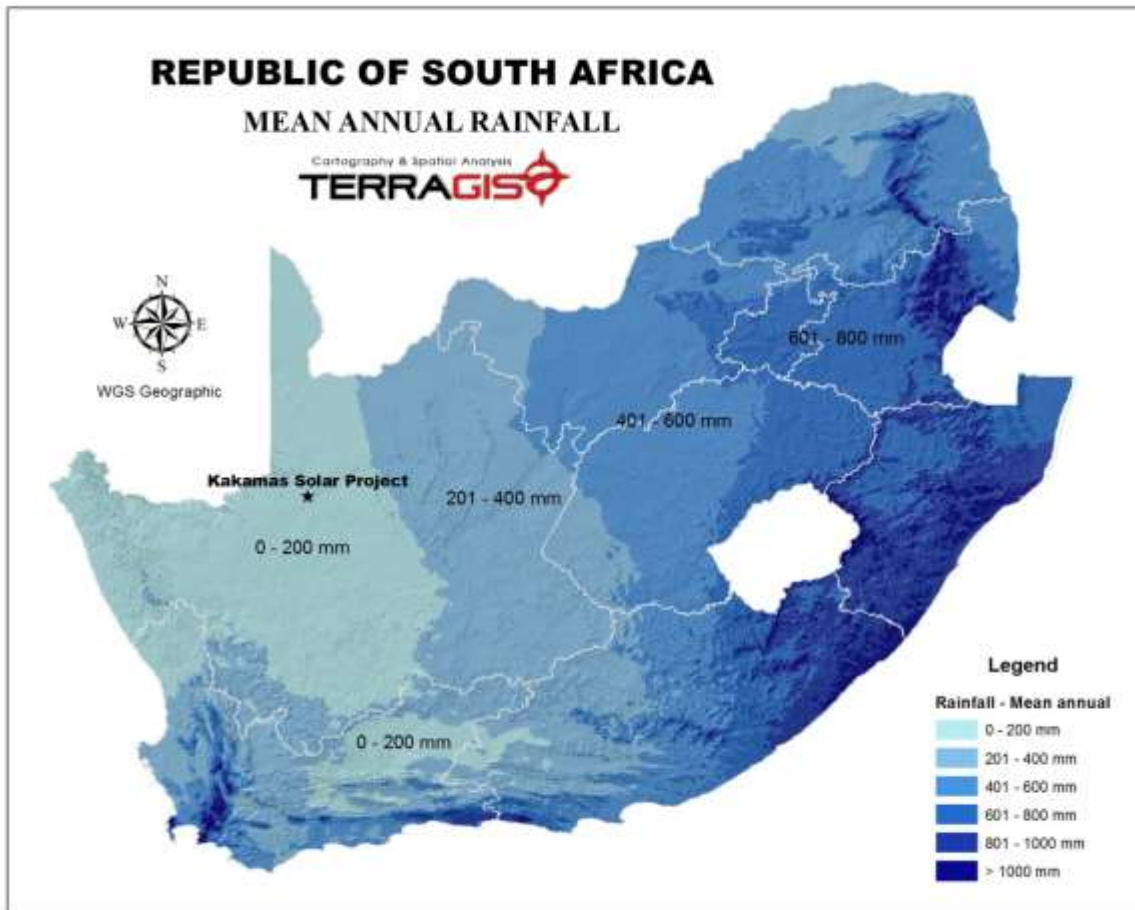 REPUBLIC OF SOUTH AFRICA
MEAN ANNUAL RAINFALL
Cartography & Spatial Analysis
TERRAGIS
N
W E
S
WGS Geographic
601 - 800 mm
401 - 600 mm
Kakamas Solar Project
201 - 400 mm
0 - 200 mm
0 - 200 mm
Legend
Rainfall - Mean annual
0 - 200 mm
201 - 400 mm
401 - 600 mm
601 - 800 mm
801 - 1000 mm
> 1000 mm